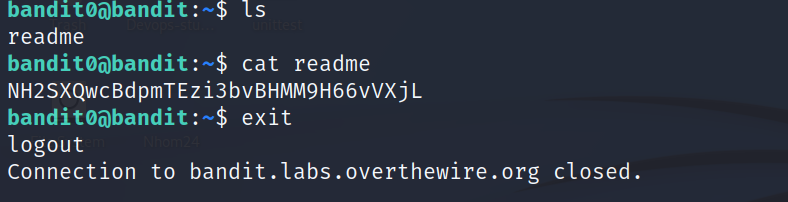 bandit0@bandit:~$ ls
readme
bandit0@bandit:~$ cat readme
NH2SXQwcBdpmTEzi3bvBHMM9H66vVXjL
bandit0@bandit:~$ exit
logout
Connection to bandit.labs.overthewire.org closed.
Nhom24